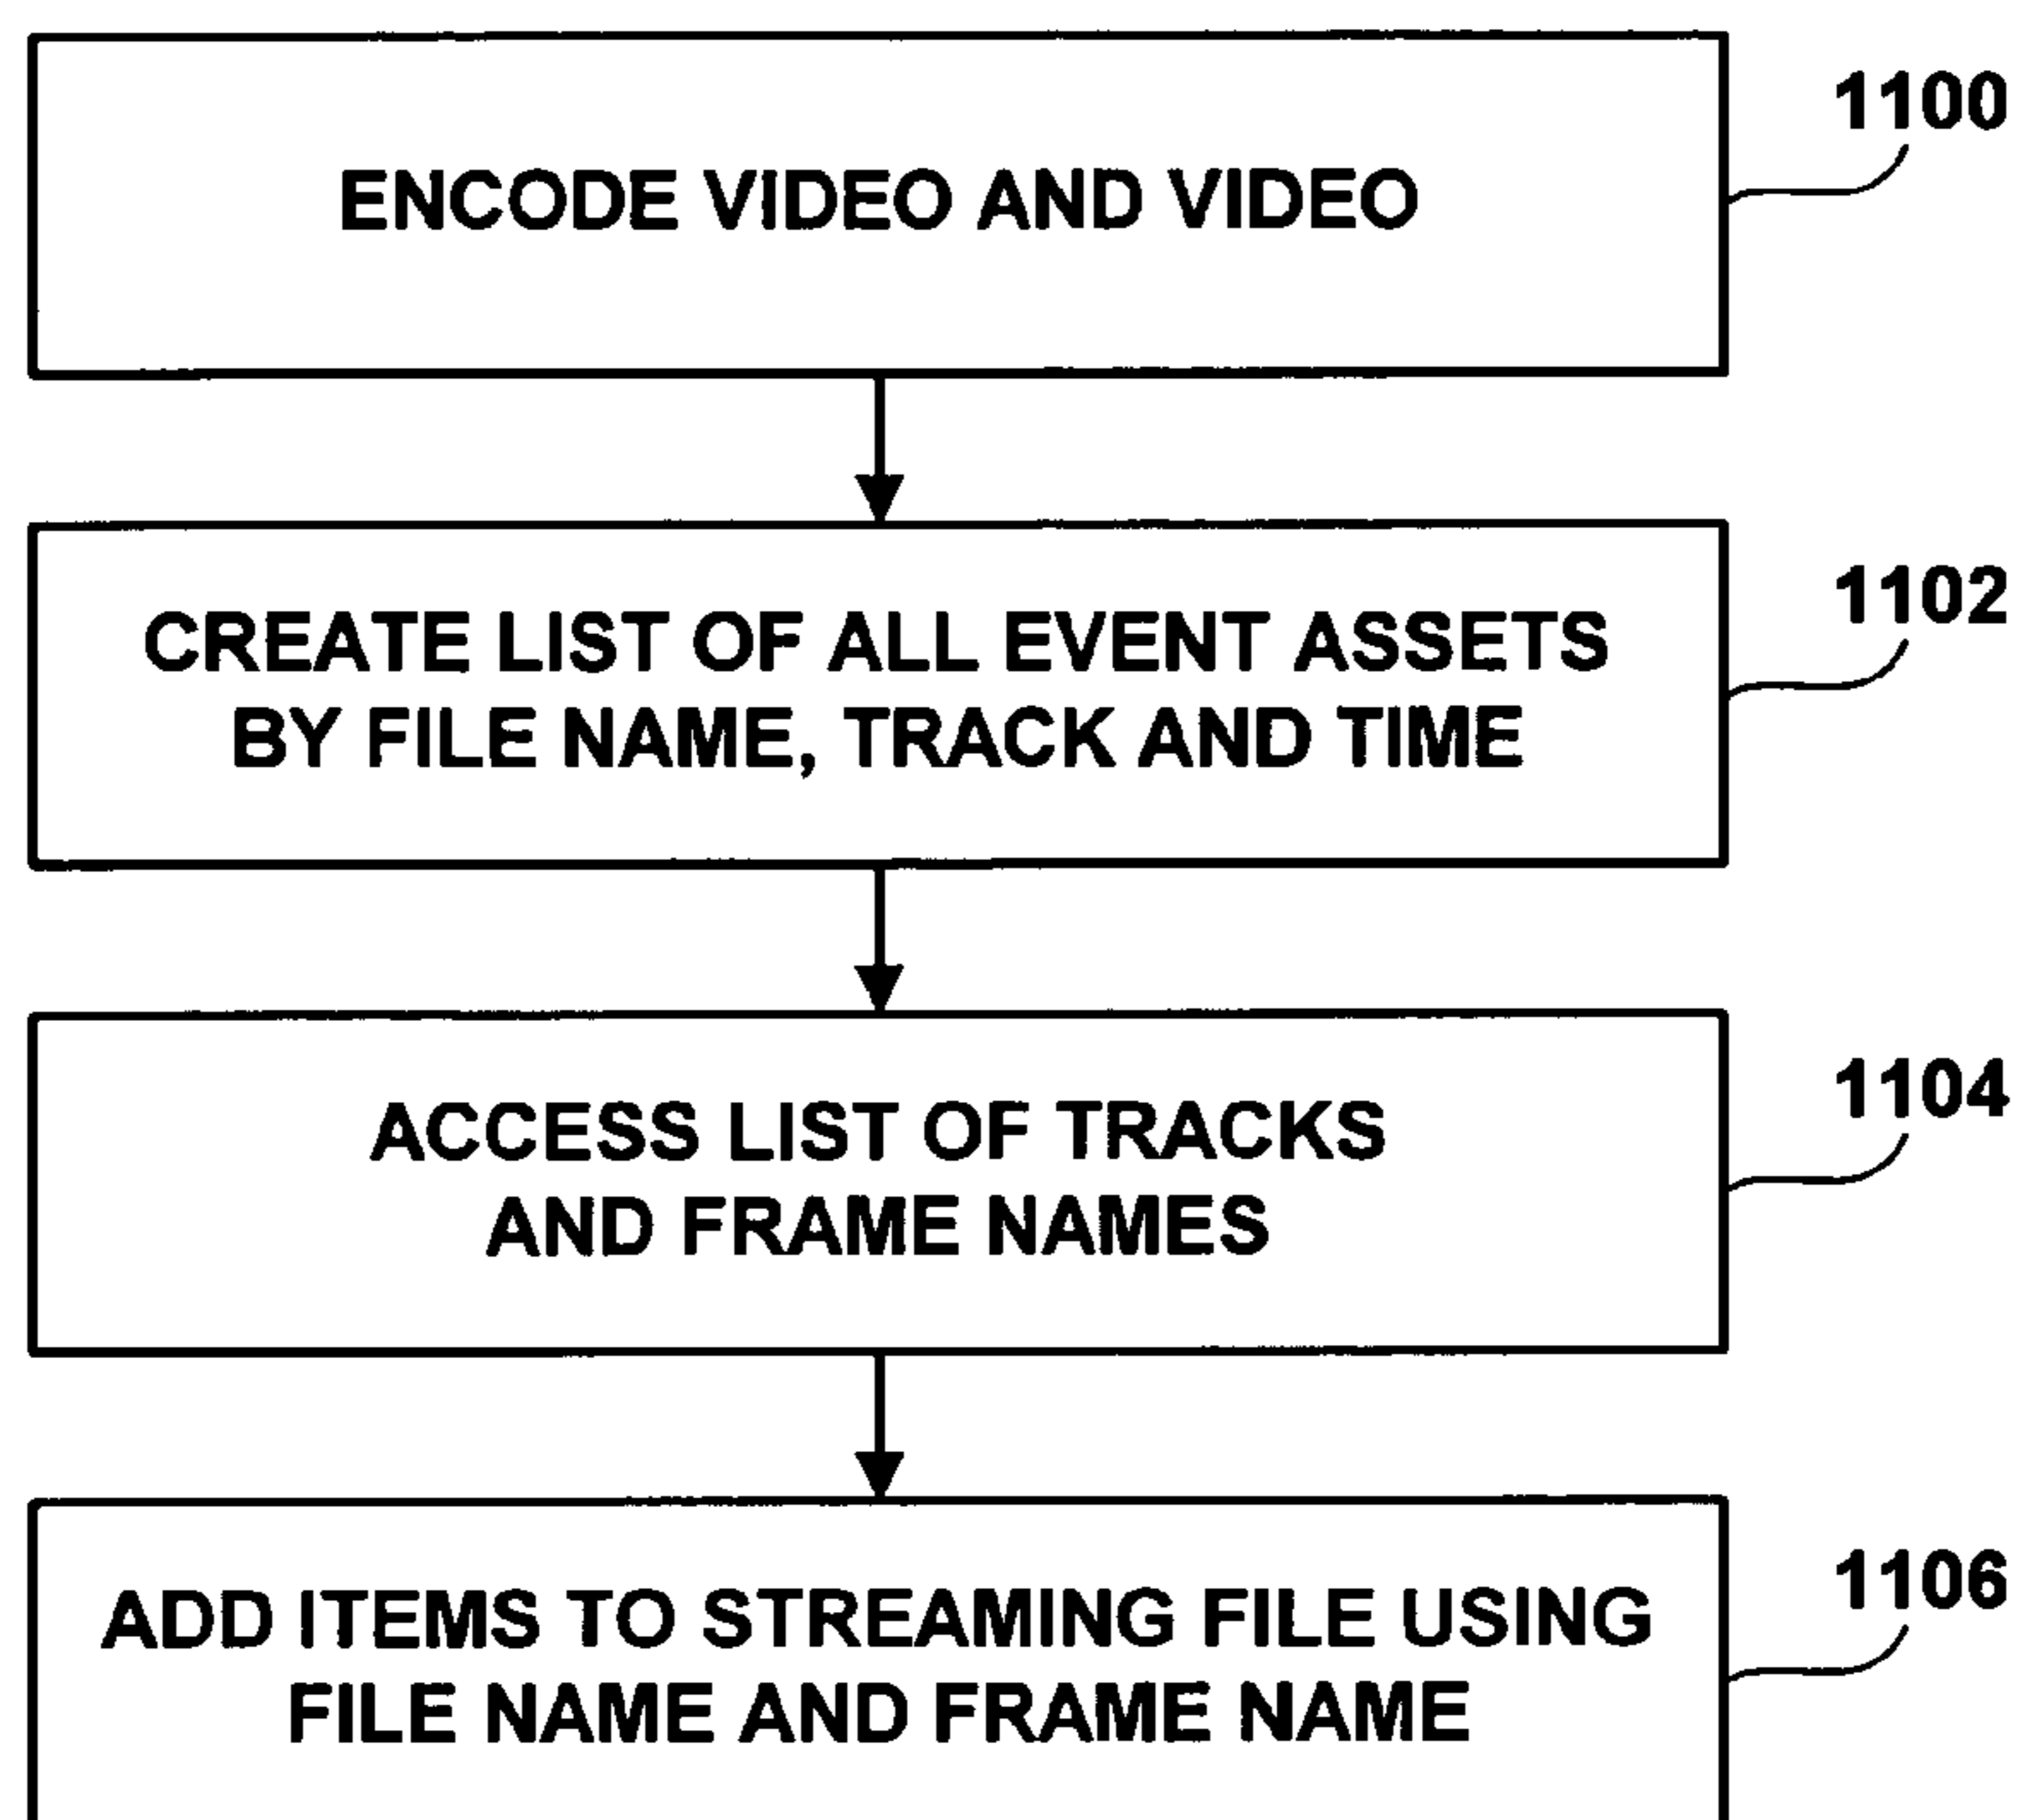 ENCODE VIDEO AND VIDEO
1100
CREATE LIST OF ALL EVENT ASSETS
BY FILE NAME, TRACK AND TIME
1102
ACCESS LIST OF TRACKS
AND FRAME NAMES
1104
ADD ITEMS TO STREAMING FILE USING
FILE NAME AND FRAME NAME
1106